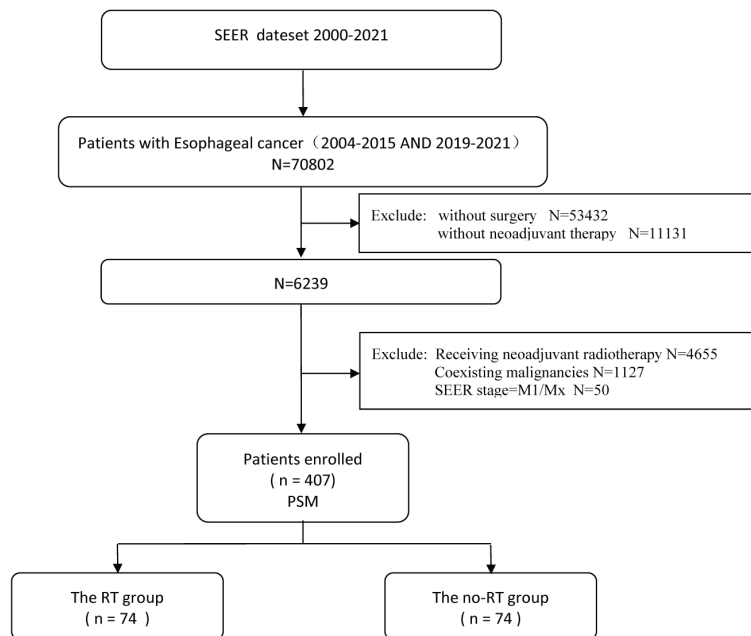 SEER dateset 2000-2021
Patients with Esophageal cancer（2004-2015 AND 2019-2021）
N=70802
Exclude: without surgery N=53432
without neoadjuvant therapy N=11131
N=6239
Exclude: Receiving neoadjuvant radiotherapy N=4655
Coexisting malignancies N=1127
SEER stage=M1/Mx N=50
Patients enrolled
( n = 407)
PSM
The RT group
( n = 74 )
The no-RT group
( n = 74 )